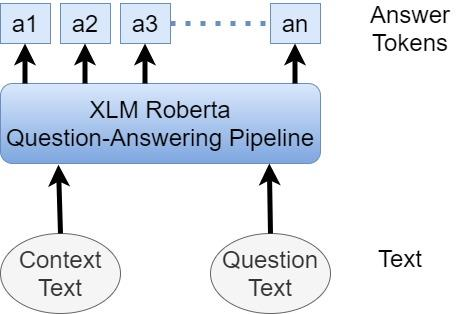 a1 a2 a3 an
Answer
Tokens
XLM Roberta
Question-Answering Pipeline
Context
Text
Question
Text
Text